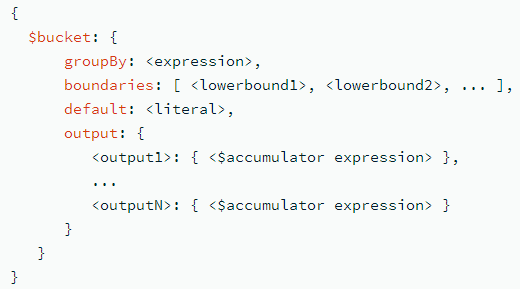 {
  $bucket: {
      groupBy: <expression>,
      boundaries: [ <lowerbound1>, <lowerbound2>, ... ],
      default: <literal>,
      output: {
         <output1>: { <$accumulator expression> },
         ...
         <outputN>: { <$accumulator expression> }
      }
   }
}